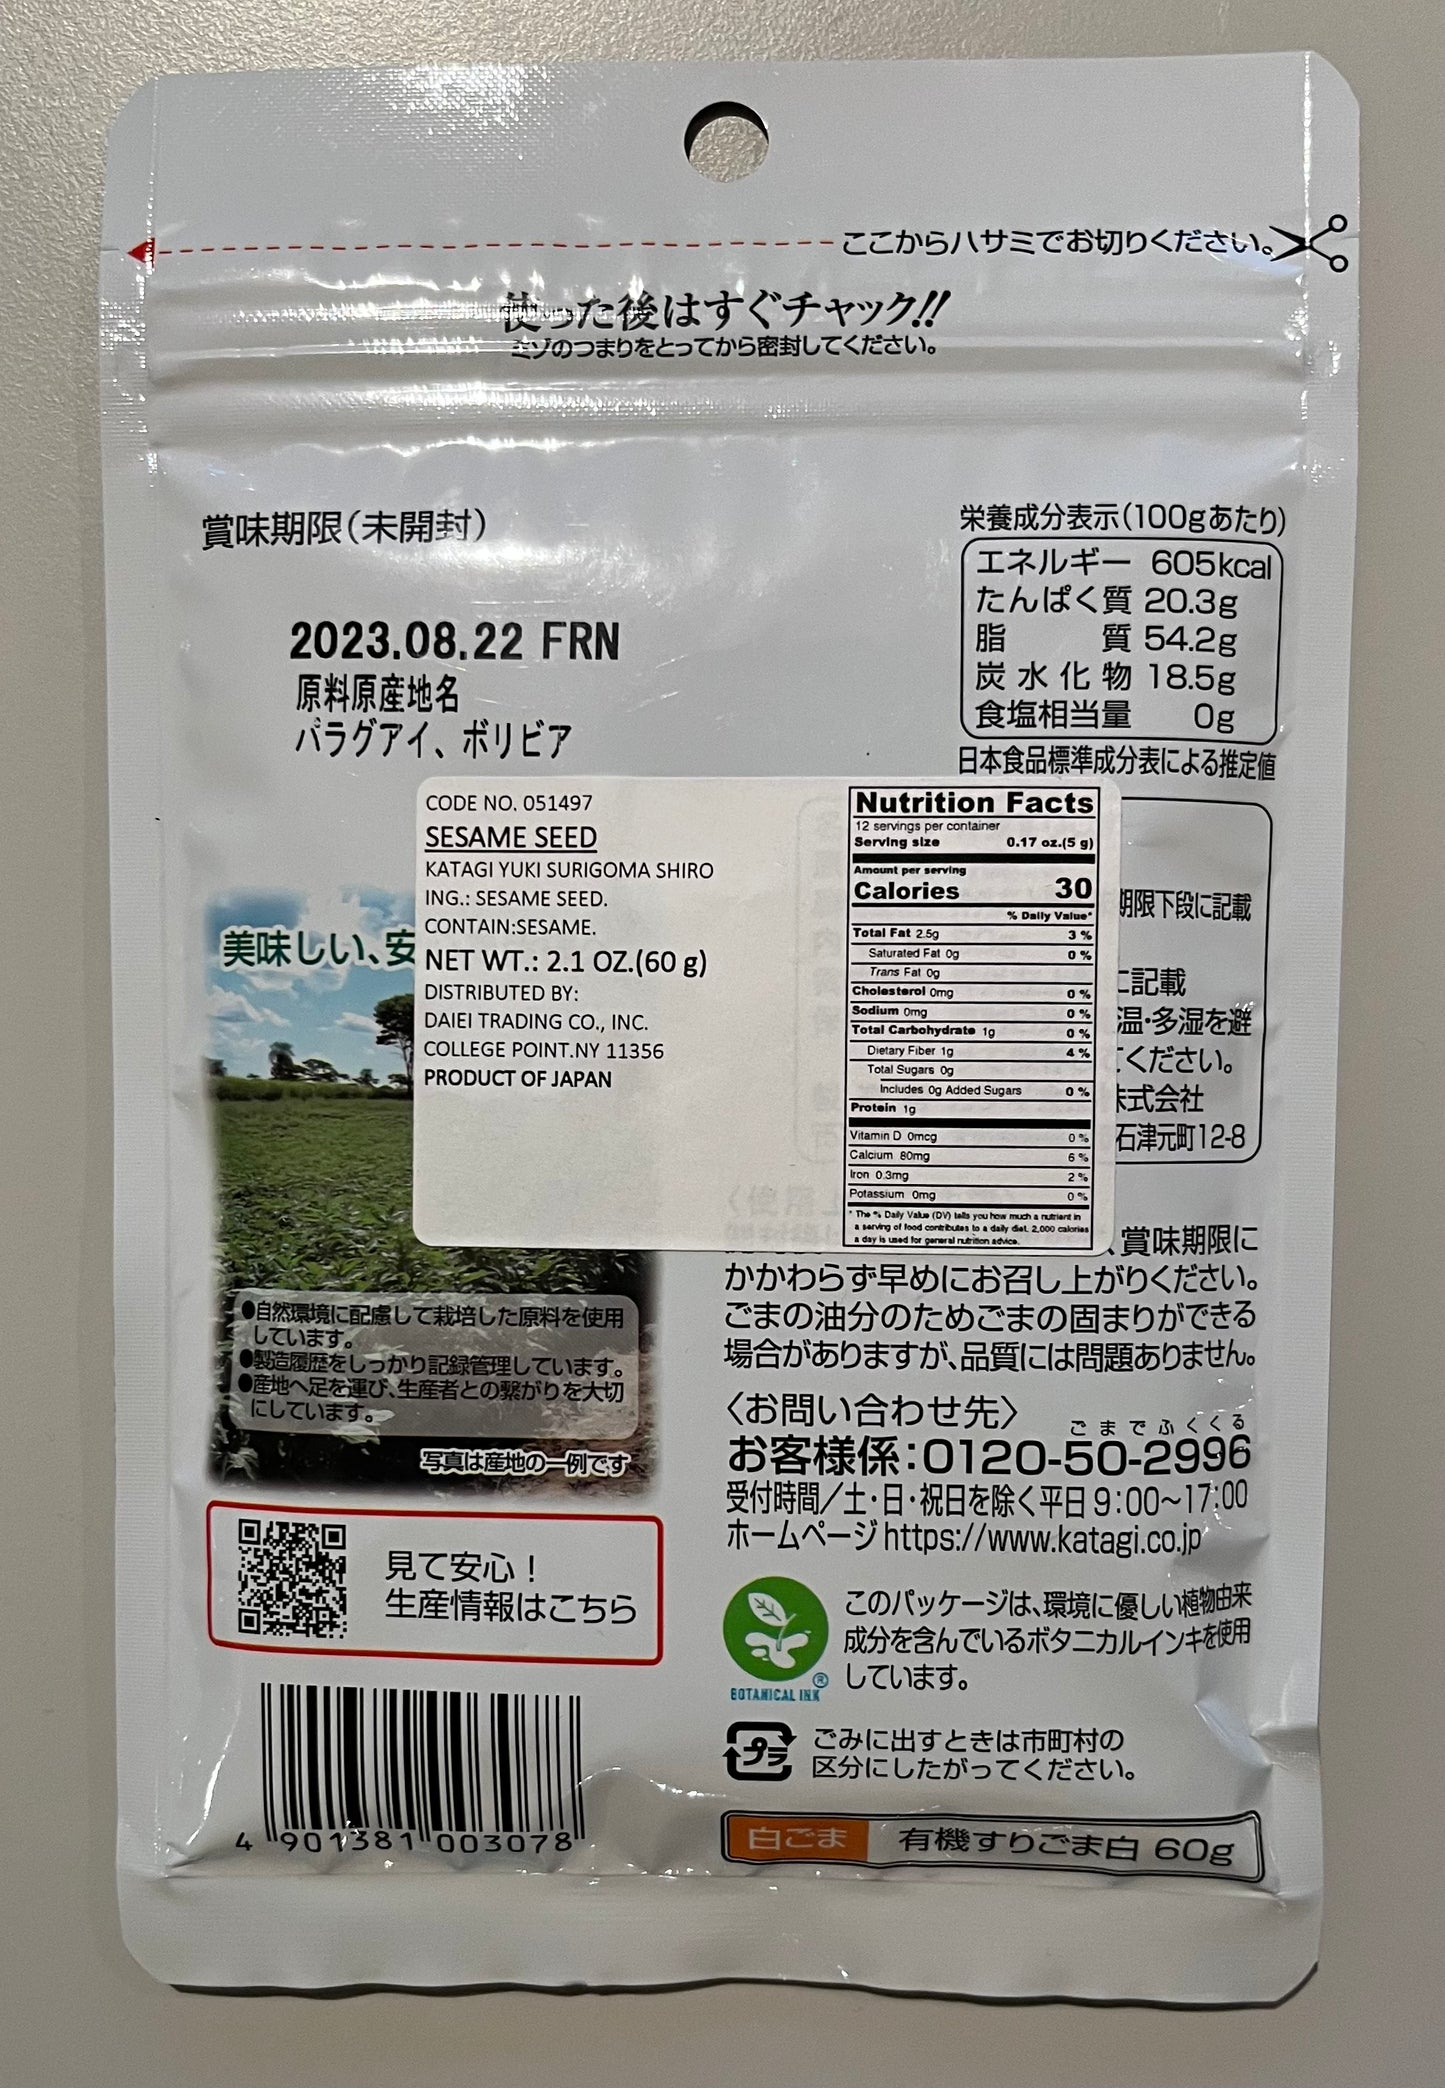 ここからハサミでお切りください。
使った後はすぐチャック!!
ミゾのつまりをとってから密封してください。
賞味期限(未開封)
2023.08.22 FRN
原料原産地名
パラグアイ、ボリビア
栄養成分表示(100gあたり)
エネルギー 605kcal
たんぱく質 20.3g
脂質 54.2g
炭水化物 18.5g
食塩相当量 0g
日本食品標準成分表による推定値
CODE NO. 051497
SESAME SEED
KATAGI YUKI SURIGOMA SHIRO
ING.: SESAME SEED.
CONTAIN:SESAME.
NET WT.: 2.1 OZ.(60 g)
DISTRIBUTED BY:
DAIEI TRADING CO., INC.
COLLEGE POINT.NY 11356
PRODUCT OF JAPAN
Nutrition Facts
12 servings per container
Serving size 0.17 oz.(5 g)
Amount per serving
Calories 30
% Daily Value*
Total Fat 2.5g 3 %
Saturated Fat 0g 0 %
Trans Fat 0g
Cholesterol 0mg 0 %
Sodium 0mg 0 %
Total Carbohydrate 1g 0 %
Dietary Fiber 1g 4 %
Total Sugars 0g
Includes 0g Added Sugars 0 %
Protein 1g
Vitamin D 0mcg 0 %
Calcium 80mg 6 %
Iron 0.3mg 2 %
Potassium 0mg 0 %
* The % Daily Value (DV) tells you how much a nutrient in
a serving of food contributes to a daily diet. 2,000 calories
a day is used for general nutrition advice.
期限下段に記載
に記載
温・多湿を避
てください。
株式会社
石津元町12-8
美味しい、安
●自然環境に配慮して栽培した原料を使用
しています。
●製造履歴をしっかり記録管理しています。
●産地へ足を運び、生産者との繋がりを大切
にしています。
写真は産地の一例です
見て安心!
生産情報はこちら
4 901381 003078
、賞味期限に
かかわらず早めにお召し上がりください。
ごまの油分のためごまの固まりができる
場合がありますが、品質には問題ありません。
〈お問い合わせ先〉
ごまでふくくる
お客様係:0120-50-2996
受付時間/土・日・祝日を除く平日 9:00〜17:00
ホームページ https://www.katagi.co.jp
このパッケージは、環境に優しい植物由来
成分を含んでいるボタニカルインキを使用
しています。
BOTANICAL INK ®
プラ
ごみに出すときは市町村の
区分にしたがってください。
白ごま 有機すりごま白 60g